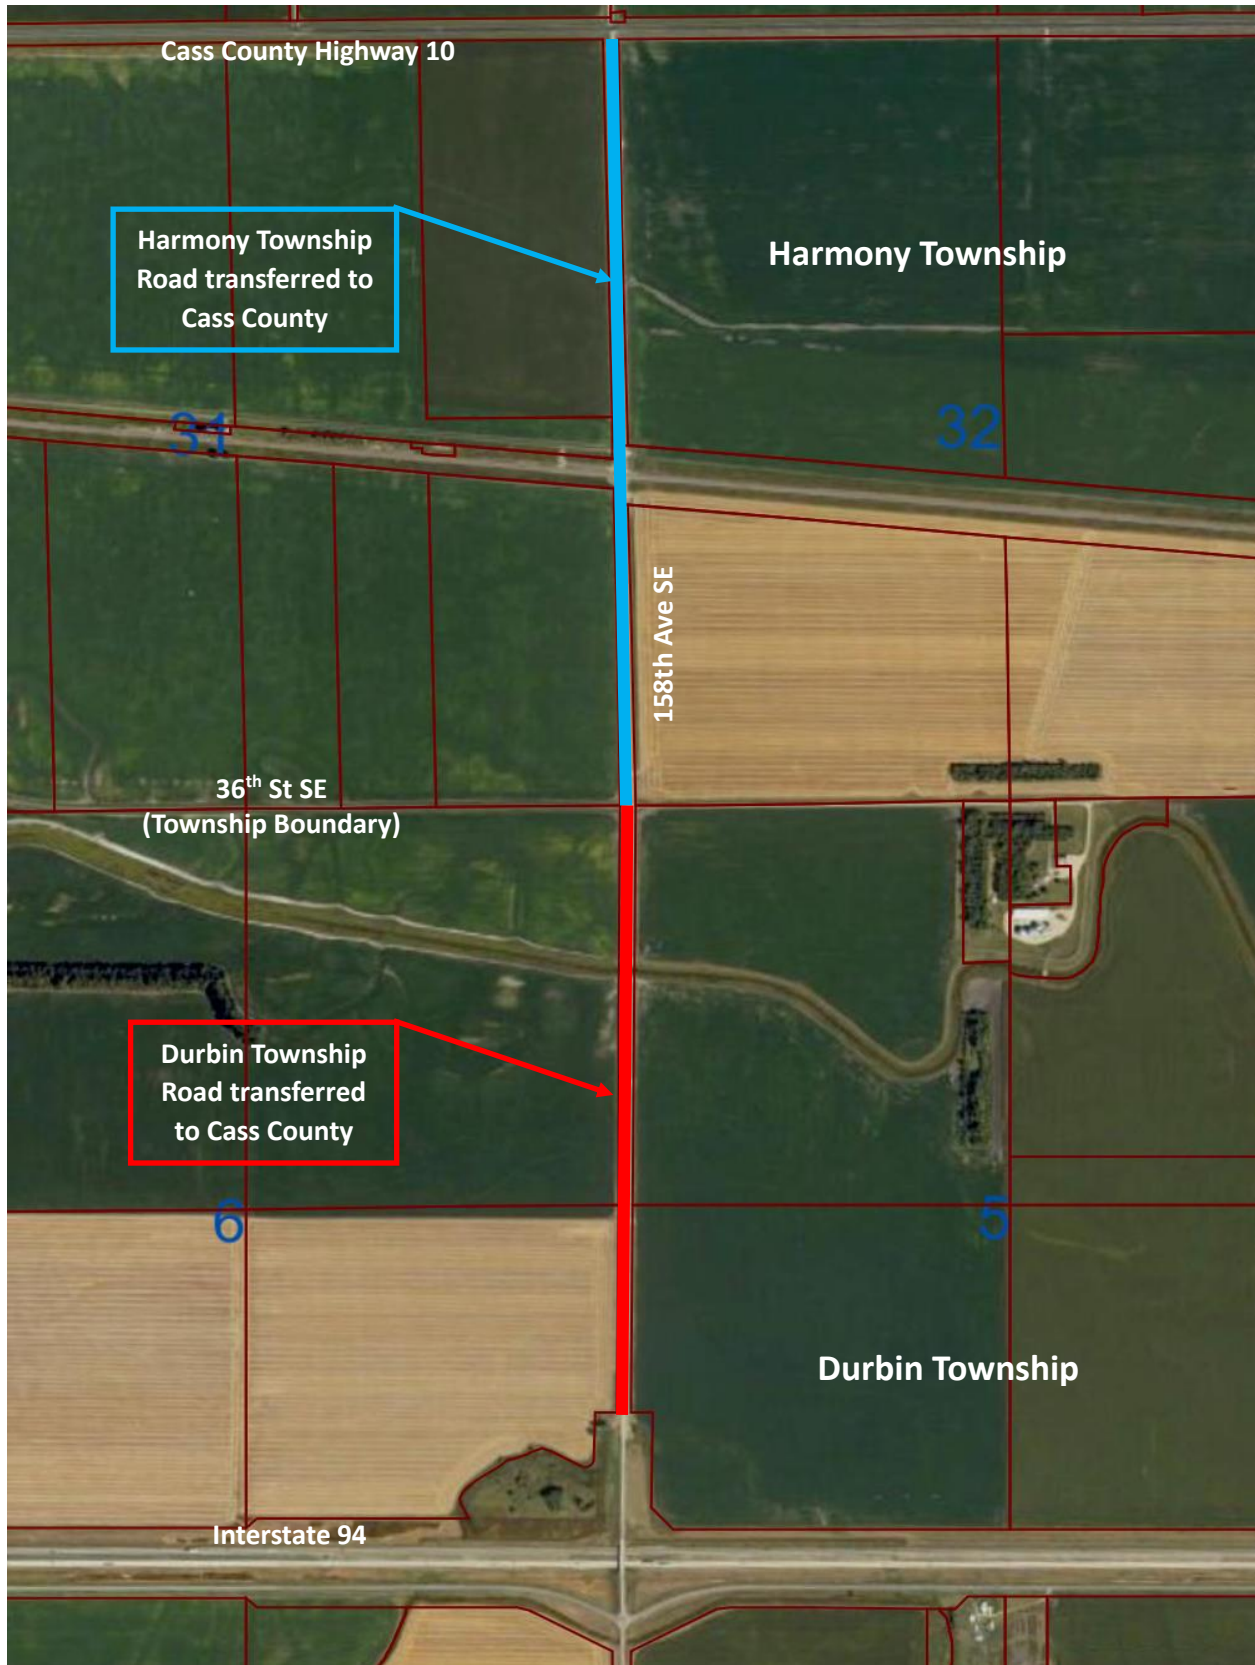 Cass County Highway 10
Harmony Township
Road transferred to
Cass County
Harmony Township
31
32
158th Ave SE
36th St SE
(Township Boundary)
Durbin Township
Road transferred
to Cass County
6
5
Durbin Township
Interstate 94